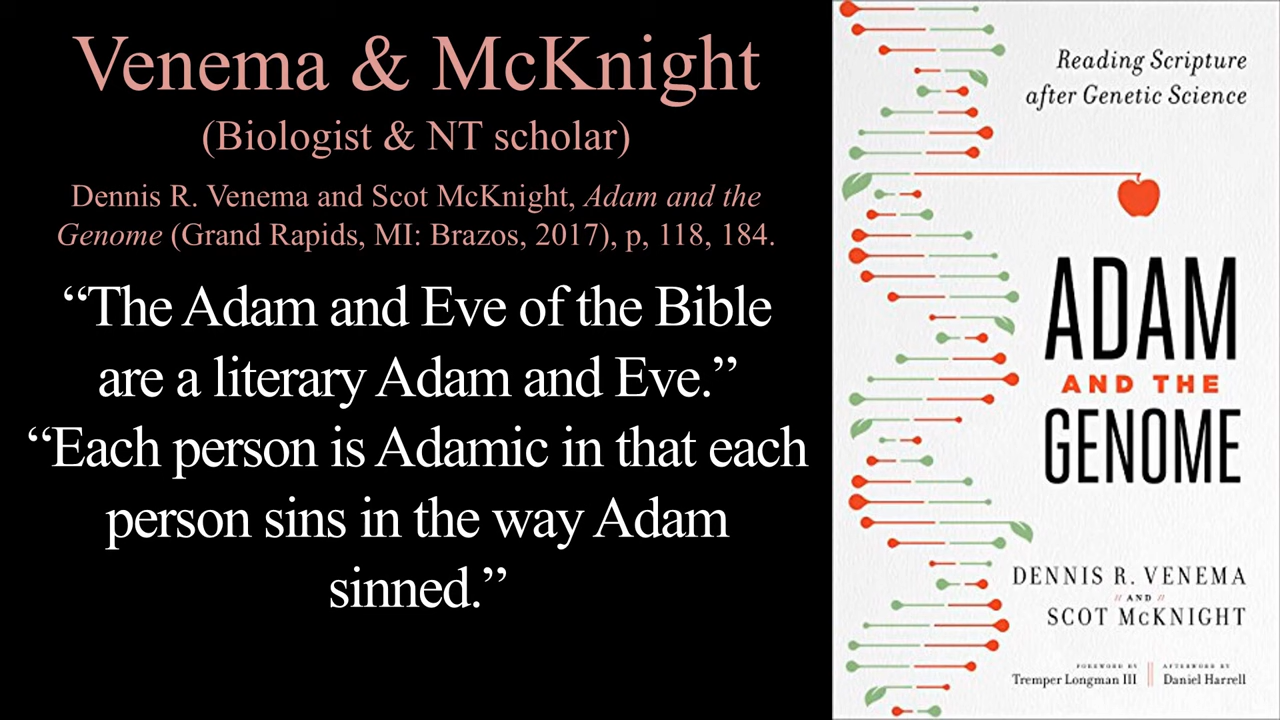 Venema & McKnight
(Biologist & NT scholar)
Dennis R. Venema and Scot McKnight, Adam and the
Genome (Grand Rapids, MI: Brazos, 2017), p, 118, 184.
“The Adam and Eve of the Bible
are a literary Adam and Eve.”
“Each person is Adamic in that each
person sins in the way Adam
sinned.”
Reading Scripture
after Genetic Science
ADAM
AND THE
GENOME
DENNIS R. VENEMA
// AND //
SCOT McKNIGHT
FOREWORD BY
Tremper Longman III
AFTERWORD BY
Daniel Harrell